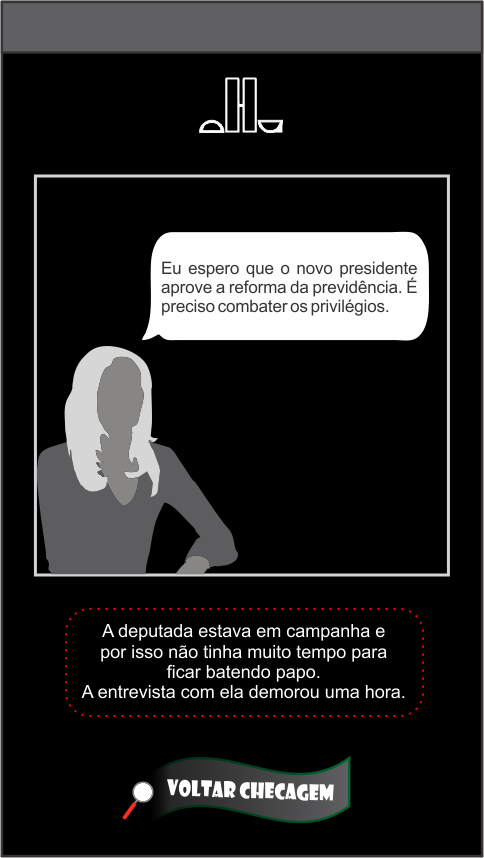 Eu espero que o novo presidente
aprove a reforma da previdência. É
preciso combater os privilégios.
A deputada estava em campanha e
por isso não tinha muito tempo para
ficar batendo papo.
A entrevista com ela demorou uma hora.
VOLTAR CHECAGEM